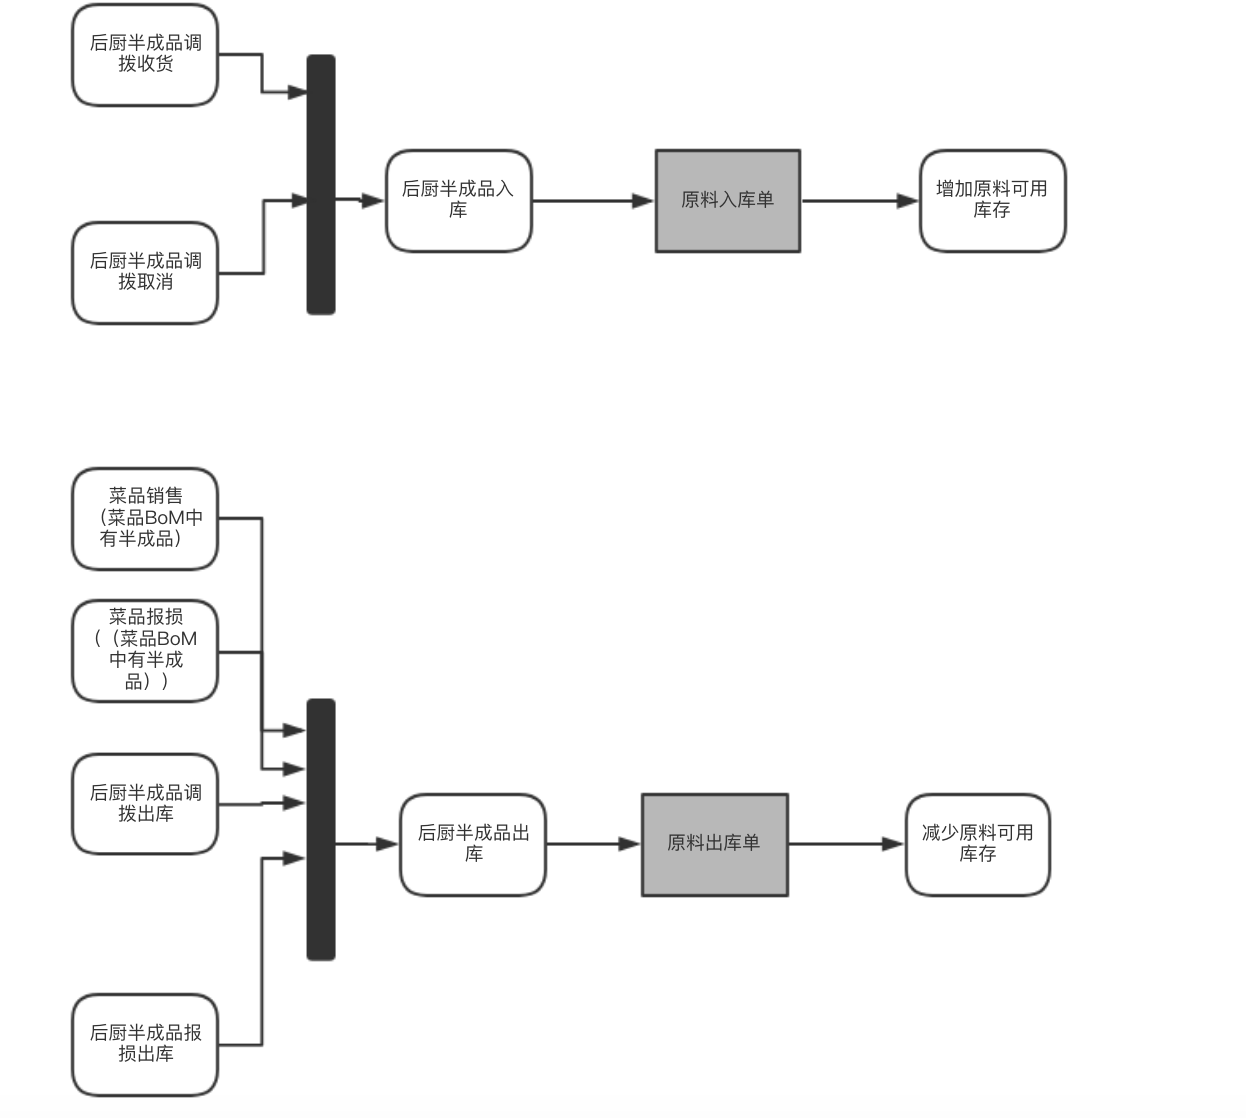 后厨半成品调
拨收货
后厨半成品入
库
原料入库单
增加原料可用
库存
后厨半成品调
拨取消
菜品销售
（菜品BoM中
有半成品）
菜品报损
（（菜品BoM
中有半成
品））
后厨半成品调
拨出库
后厨半成品出
库
原料出库单
减少原料可用
库存
后厨半成品报
损出库